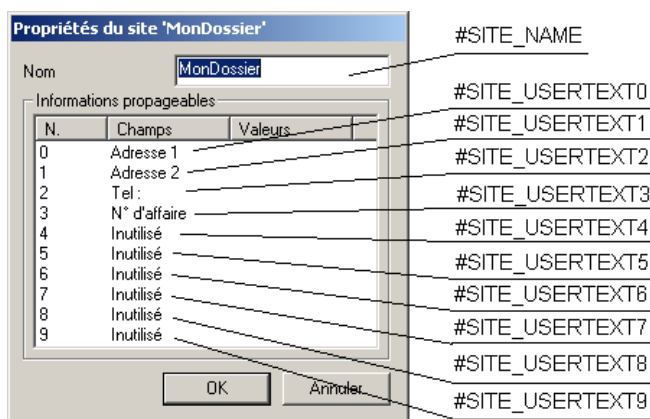 Propriétés du site 'MonDossier'
#SITE_NAME
Nom MonDossier
Informations propageables
#SITE_USERTEXT0
N. Champs Valeurs
#SITE_USERTEXT1
0 Adresse 1
#SITE_USERTEXT2
1 Adresse 2
2 Tel :
#SITE_USERTEXT3
3 N° d'affaire
#SITE_USERTEXT4
4 Inutilisé
5 Inutilisé
#SITE_USERTEXT5
6 Inutilisé
#SITE_USERTEXT6
7 Inutilisé
#SITE_USERTEXT7
8 Inutilisé
9 Inutilisé
#SITE_USERTEXT8
OK Annuler
#SITE_USERTEXT9